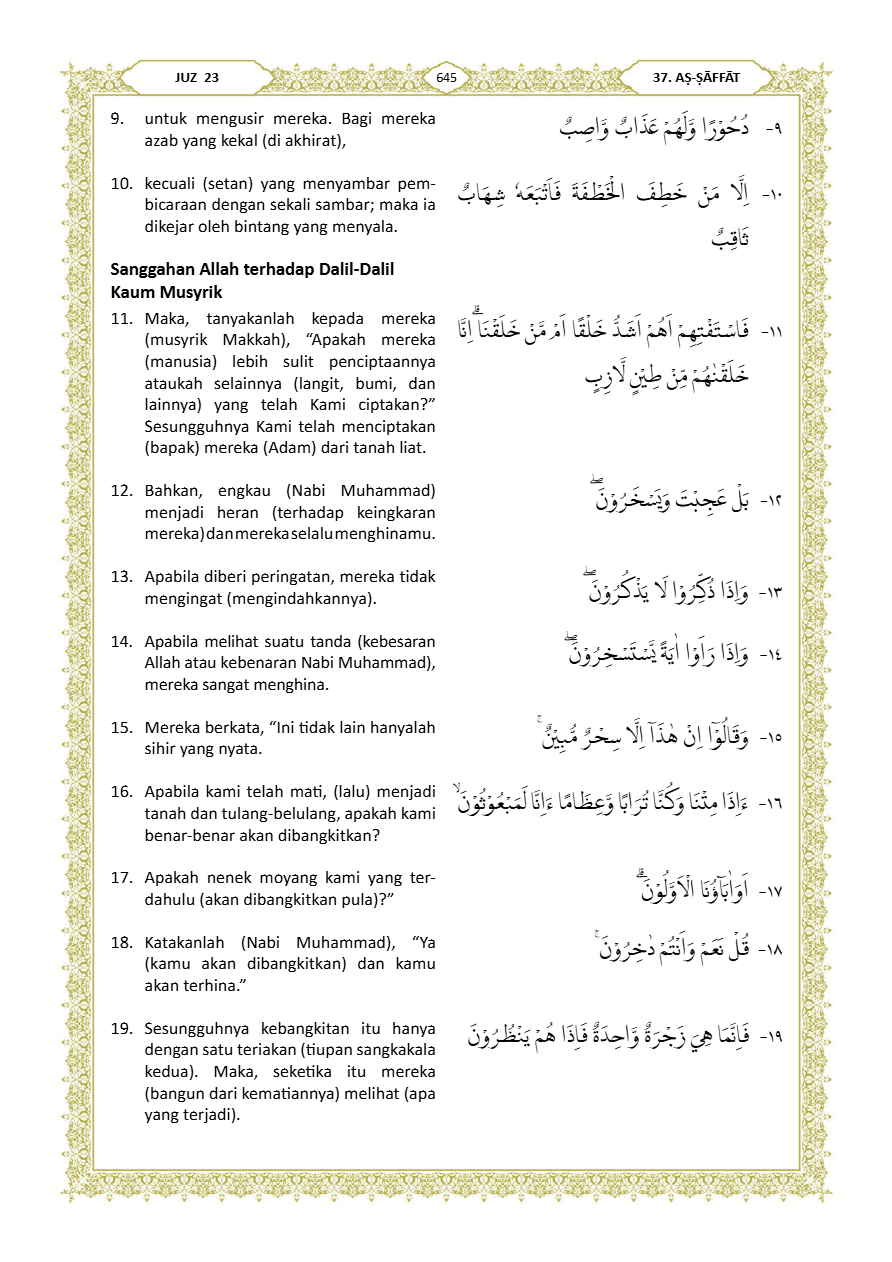 JUZ 23
645
37. AṢ-ṢĀFFĀT
9. untuk mengusir mereka. Bagi mereka
azab yang kekal (di akhirat),
٩- دُحُوْرًا وَّلَهُمْ عَذَابٌ وَّاصِبٌ
10. kecuali (setan) yang menyambar pem-
bicaraan dengan sekali sambar; maka ia
dikejar oleh bintang yang menyala.
١٠- اِلَّا مَنْ خَطِفَ الْخَطْفَةَ فَاَتْبَعَهٗ شِهَابٌ
ثَاقِبٌ
Sanggahan Allah terhadap Dalil-Dalil
Kaum Musyrik
11. Maka, tanyakanlah kepada mereka
(musyrik Makkah), “Apakah mereka
(manusia) lebih sulit penciptaannya
ataukah selainnya (langit, bumi, dan
lainnya) yang telah Kami ciptakan?”
Sesungguhnya Kami telah menciptakan
(bapak) mereka (Adam) dari tanah liat.
١١- فَاسْتَفْتِهِمْ اَهُمْ اَشَدُّ خَلْقًا اَمْ مَّنْ خَلَقْنَاۗ اِنَّا
خَلَقْنٰهُمْ مِّنْ طِيْنٍ لَّازِبٍ
12. Bahkan, engkau (Nabi Muhammad)
menjadi heran (terhadap keingkaran
mereka) dan mereka selalu menghinamu.
١٢- بَلْ عَجِبْتَ وَيَسْخَرُوْنَۖ
13. Apabila diberi peringatan, mereka tidak
mengingat (mengindahkannya).
١٣- وَاِذَا ذُكِّرُوْا لَا يَذْكُرُوْنَۖ
14. Apabila melihat suatu tanda (kebesaran
Allah atau kebenaran Nabi Muhammad),
mereka sangat menghina.
١٤- وَاِذَا رَاَوْا اٰيَةً يَّسْتَسْخِرُوْنَۖ
15. Mereka berkata, “Ini tidak lain hanyalah
sihir yang nyata.
١٥- وَقَالُوْٓا اِنْ هٰذَآ اِلَّا سِحْرٌ مُّبِيْنٌۚ
16. Apabila kami telah mati, (lalu) menjadi
tanah dan tulang-belulang, apakah kami
benar-benar akan dibangkitkan?
١٦- ءَاِذَا مِتْنَا وَكُنَّا تُرَابًا وَّعِظَامًا ءَاِنَّا لَمَبْعُوْثُوْنَۙ
17. Apakah nenek moyang kami yang ter-
dahulu (akan dibangkitkan pula)?”
١٧- اَوَاٰبَاۤؤُنَا الْاَوَّلُوْنَۗ
18. Katakanlah (Nabi Muhammad), “Ya
(kamu akan dibangkitkan) dan kamu
akan terhina.”
١٨- قُلْ نَعَمْ وَاَنْتُمْ دٰخِرُوْنَۚ
19. Sesungguhnya kebangkitan itu hanya
dengan satu teriakan (tiupan sangkakala
kedua). Maka, seketika itu mereka
(bangun dari kematiannya) melihat (apa
yang terjadi).
١٩- فَاِنَّمَا هِيَ زَجْرَةٌ وَّاحِدَةٌ فَاِذَا هُمْ يَنْظُرُوْنَ